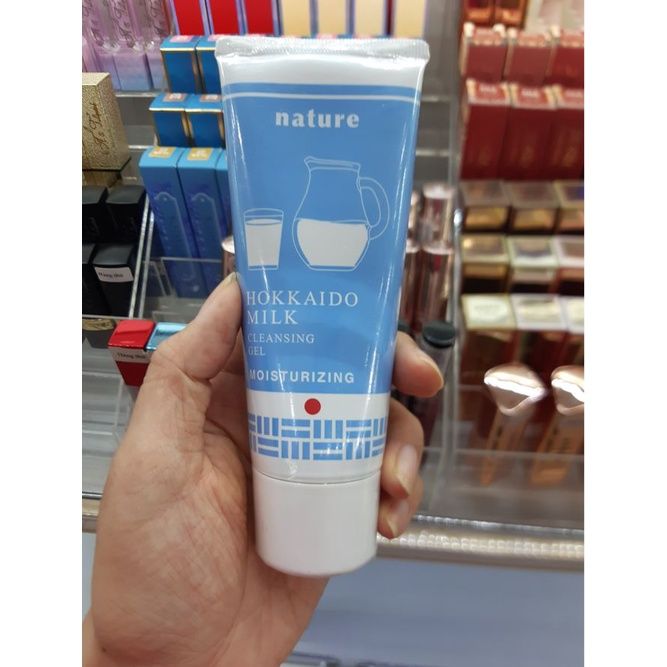 nature
HOKKAIDO
MILK
CLEANSING
GEL
MOISTURIZING